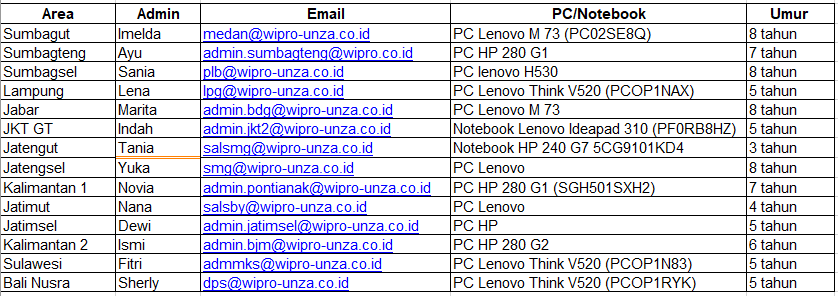 Area Admin Email PC/Notebook Umur
Sumbagut Imelda medan@wipro-unza.co.id PC Lenovo M 73 (PC02SE8Q) 8 tahun
Sumbagteng Ayu admin.sumbagteng@wipro.co.id PC HP 280 G1 7 tahun
Sumbagsel Sania plb@wipro-unza.co.id PC lenovo H530 8 tahun
Lampung Lena lpg@wipro-unza.co.id PC Lenovo Think V520 (PCOP1NAX) 5 tahun
Jabar Marita admin.bdg@wipro-unza.co.id PC Lenovo M 73 8 tahun
JKT GT Indah admin.jkt2@wipro-unza.co.id Notebook Lenovo Ideapad 310 (PF0RB8HZ) 5 tahun
Jatengut Tania salsmg@wipro-unza.co.id Notebook HP 240 G7 5CG9101KD4 3 tahun
Jatengsel Yuka smg@wipro-unza.co.id PC Lenovo 8 tahun
Kalimantan 1 Novia admin.pontianak@wipro-unza.co.id PC HP 280 G1 (SGH501SXH2) 7 tahun
Jatimut Nana salsby@wipro-unza.co.id PC Lenovo 4 tahun
Jatimsel Dewi admin.jatimsel@wipro-unza.co.id PC HP 5 tahun
Kalimantan 2 Ismi admin.bjm@wipro-unza.co.id PC HP 280 G2 6 tahun
Sulawesi Fitri admmks@wipro-unza.co.id PC Lenovo Think V520 (PCOP1N83) 5 tahun
Bali Nusra Sherly dps@wipro-unza.co.id PC Lenovo Think V520 (PCOP1RYK) 5 tahun